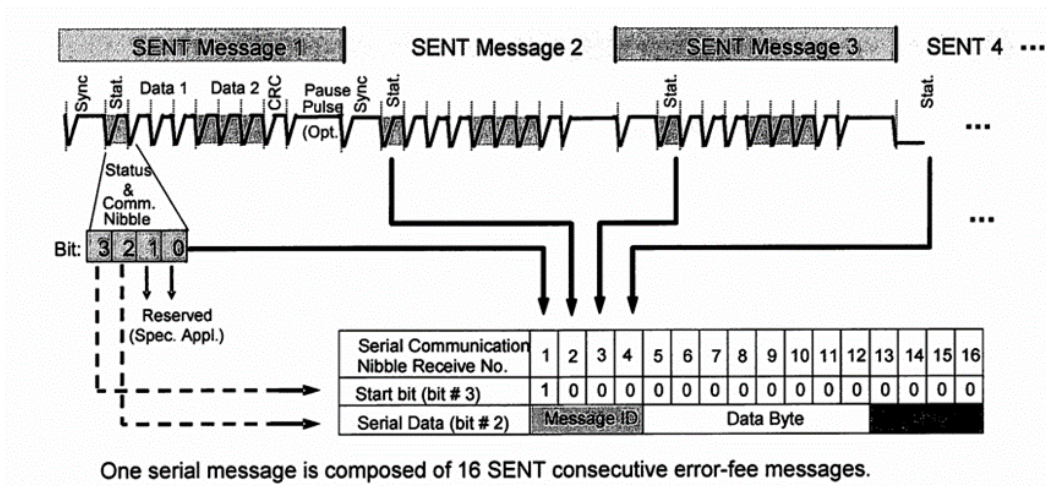 SENT Message 1 SENT Message 2 SENT Message 3 SENT 4 ...
Sync Stat. Data 1 Data 2 CRC Pause Pulse (Opt. Sync Stat. Stat. Stat.
...
Status
&
Comm.
Nibble
...
Bit: 3 2 1 0
Reserved
(Spec. Appl.)
Serial Communication
Nibble Receive No. 1 2 3 4 5 6 7 8 9 10 11 12 13 14 15 16
Start bit (bit # 3) 1 0 0 0 0 0 0 0 0 0 0 0 0 0 0 0
Serial Data (bit # 2) Message ID Data Byte
One serial message is composed of 16 SENT consecutive error-fee messages.